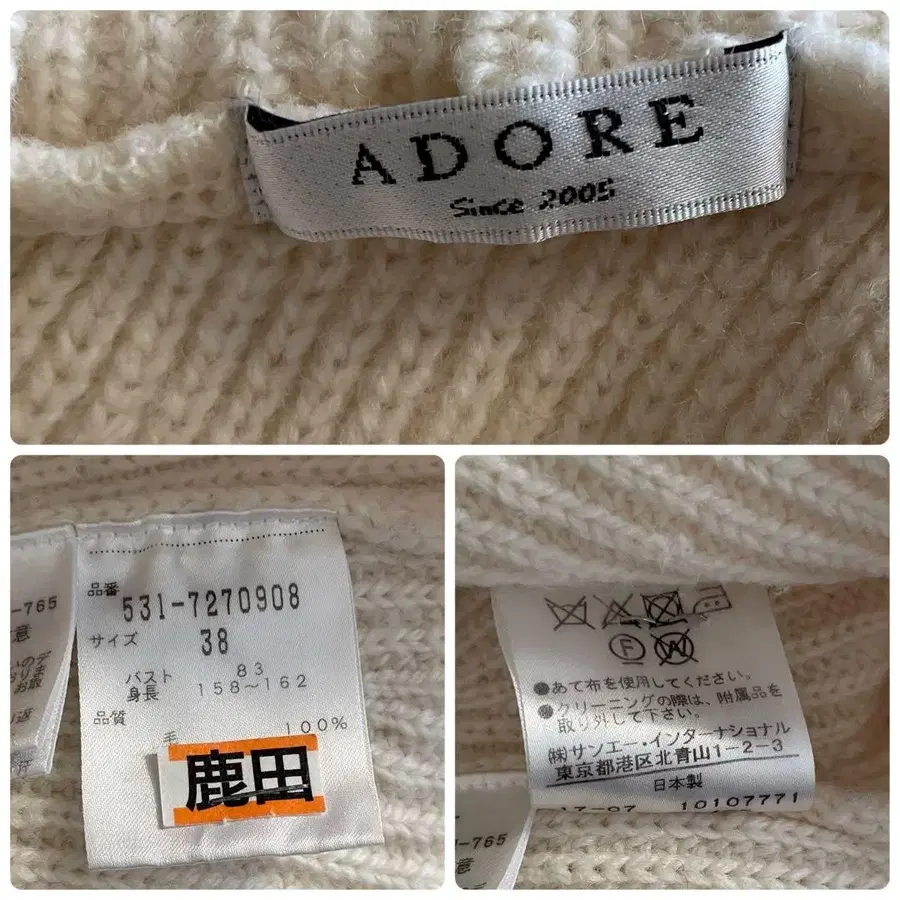 ADORE
Since 2005
-765
意
品番
531-7270908
サイズ
38
バスト 83
身長 158～162
品質
毛 100%
鹿田
F
W
●あて布を使用してください。
●クリーニングの際は、附属品を
取り外して下さい。
㈱サンエー・インターナショナル
東京都港区北青山1-2-3
日本製
17-07 10107771
-765
意